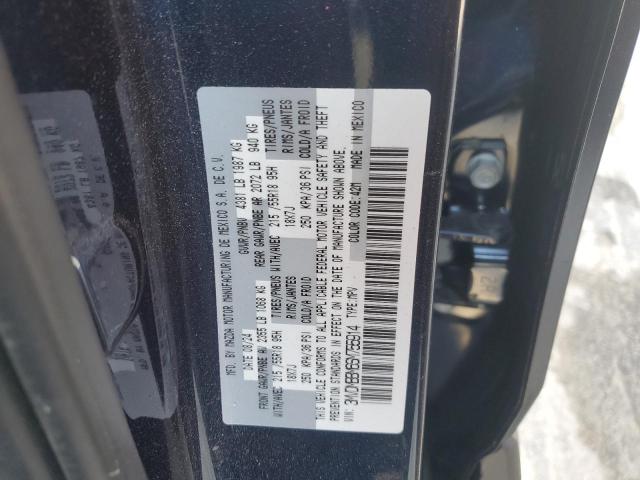 MFD. BY MAZDA MOTOR MANUFACTURING DE MEXICO S.A. DE C.V.
DATE 08/24 GVWR/PNBV 4381 LB 1987 KG
FRONT GAWR/PNBE AV 2355 LB 1068 KG REAR GAWR/PNBE AR 2072 LB 940 KG
WITH/AVEC 215/55R18 95H TIRES/PNEUS WITH/AVEC 215/55R18 95H TIRES/PNEUS
18X7J RIMS/JANTES 18X7J RIMS/JANTES
250 KPA/36 PSI COLD/A FROID 250 KPA/36 PSI COLD/A FROID
THIS VEHICLE CONFORMS TO ALL APPLICABLE FEDERAL MOTOR VEHICLE SAFETY AND THEFT
PREVENTION STANDARDS IN EFFECT ON THE DATE OF MANUFACTURE SHOWN ABOVE.
VIN: TYPE MPV COLOR CODE: 42M MADE IN MEXICO